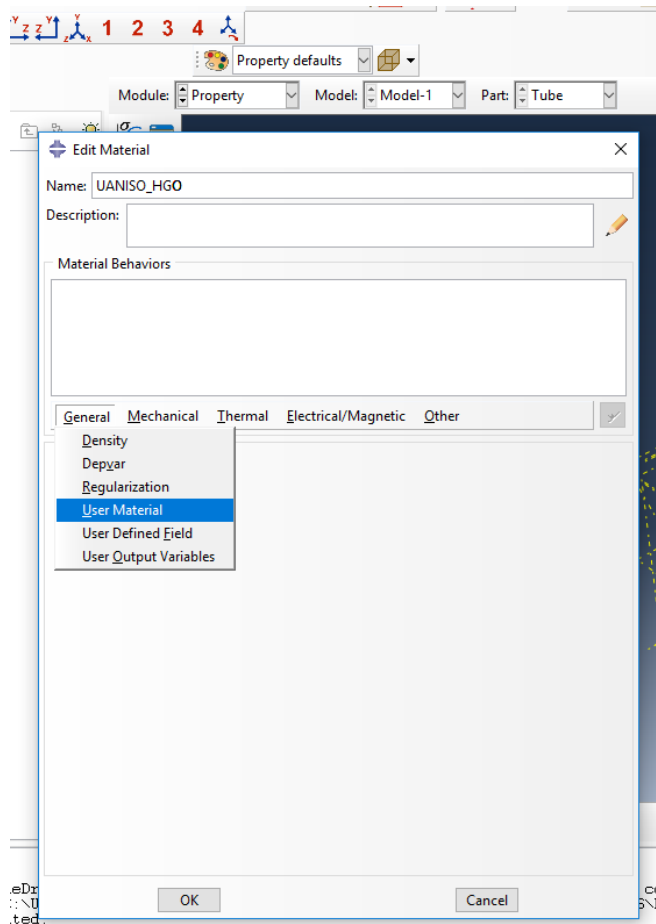 Y z z Y Y z x 1 2 3 4
Property defaults
Module: Property Model: Model-1 Part: Tube
Edit Material
Name: UANISO_HGO
Description:
Material Behaviors
General Mechanical Thermal Electrical/Magnetic Other
Density
Depvar
Regularization
User Material
User Defined Field
User Output Variables
OK Cancel